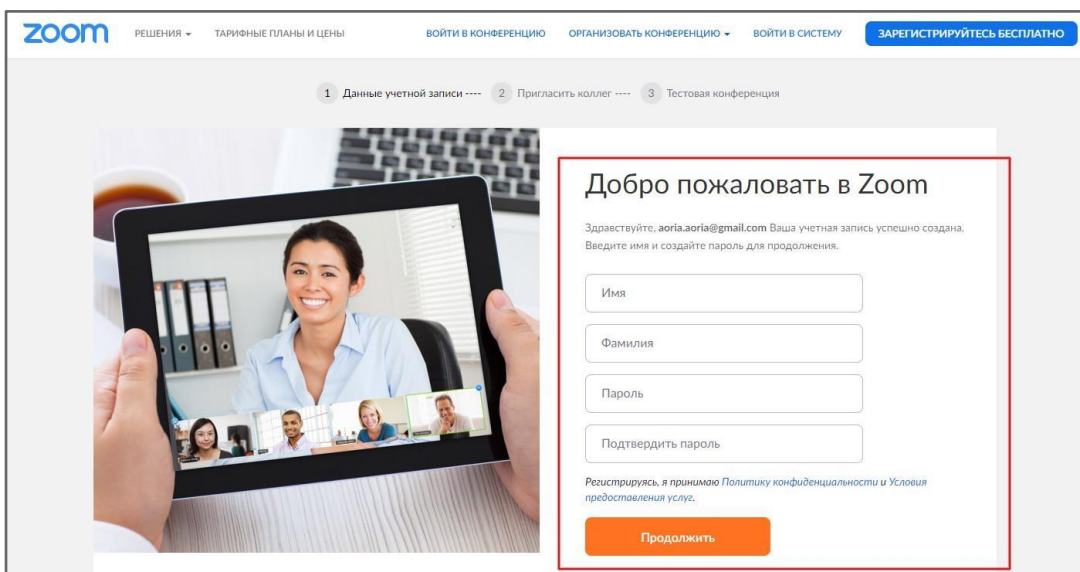 zoom РЕШЕНИЯ ТАРИФНЫЕ ПЛАНЫ И ЦЕНЫ ВОЙТИ В КОНФЕРЕНЦИЮ ОРГАНИЗОВАТЬ КОНФЕРЕНЦИЮ ВОЙТИ В СИСТЕМУ ЗАРЕГИСТРИРУЙТЕСЬ БЕСПЛАТНО
1 Данные учетной записи ---- 2 Пригласить коллег ---- 3 Тестовая конференция
Добро пожаловать в Zoom
Здравствуйте, aoria.aoria@gmail.com Ваша учетная запись успешно создана.
Введите имя и создайте пароль для продолжения.
Имя
Фамилия
Пароль
Подтвердить пароль
Регистрируясь, я принимаю Политику конфиденциальности и Условия
предоставления услуг.
Продолжить